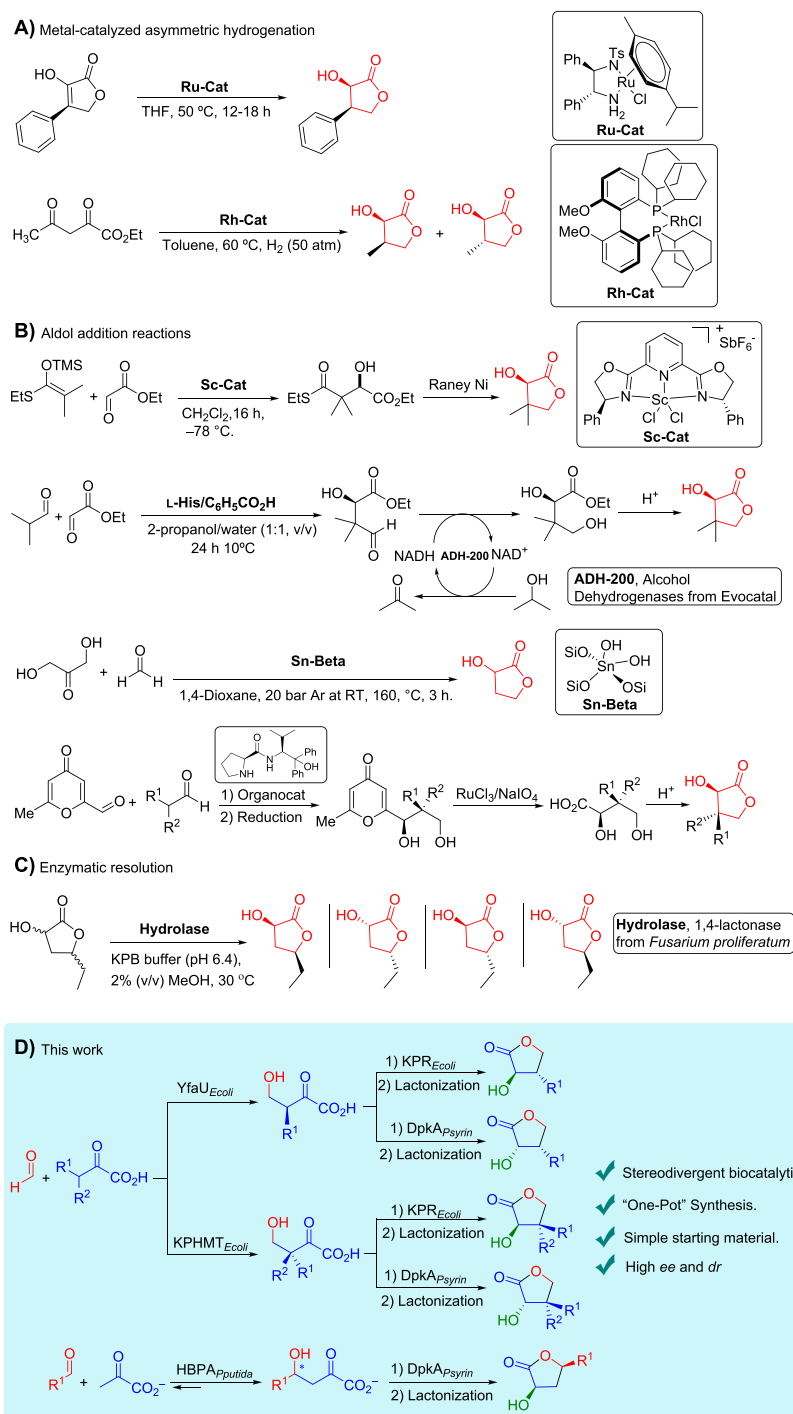 A) Metal-catalyzed asymmetric hydrogenation
HO O O
Ru-Cat
THF, 50 ºC, 12-18 h
HO O O
Ph Ts N Ru Cl Ph N H2
Ru-Cat
O O H3C CO2Et
Rh-Cat
Toluene, 60 ºC, H2 (50 atm)
HO O O
+
HO O O
MeO MeO P P RhCl
Rh-Cat
B) Aldol addition reactions
OTMS EtS
+
O OEt O
Sc-Cat
CH2Cl2,16 h,
–78 °C.
O OH EtS CO2Et
Raney Ni
HO O O
+ SbF6-
O N O N N Sc Cl Cl Ph Ph
Sc-Cat
O
+
O OEt O
L-His/C6H5CO2H
2-propanol/water (1:1, v/v)
24 h 10ºC
HO O OEt H O
NADH ADH-200 NAD+
O OH
HO O OEt OH
H+
HO O O
ADH-200, Alcohol
Dehydrogenases from Evocatal
OH HO O
+
O H H
Sn-Beta
1,4-Dioxane, 20 bar Ar at RT, 160, °C, 3 h.
HO O O
OH SiO Sn OH SiO OSi
Sn-Beta
O Me O O
+
R1 O H R2
O N H NH Ph OH Ph
1) Organocat
2) Reduction
O R1 R2 Me O OH OH
RuCl3/NaIO4
HO2C R1 R2 OH OH
H+
HO O O R2 R1
C) Enzymatic resolution
HO O O
Hydrolase
KPB buffer (pH 6.4),
2% (v/v) MeOH, 30 ºC
HO O O
HO O O
HO O O
HO O O
Hydrolase, 1,4-lactonase
from Fusarium proliferatum
D) This work
O H
+
R1 O CO2H R2
YfaUEcoli
OH O CO2H R1
1) KPREcoli
2) Lactonization
O O HO R1
1) DpkAPsyrin
2) Lactonization
O O HO R1
KPHMTEcoli
OH O CO2H R2 R1
1) KPREcoli
2) Lactonization
O O HO R1 R2
1) DpkAPsyrin
2) Lactonization
O O HO R1 R2
Stereodivergent biocatalyti
“One-Pot” Synthesis.
Simple starting material.
High ee and dr
O R1
+
O CO2–
HBPAPputida
OH O R1 * CO2–
1) DpkAPsyrin
2) Lactonization
O O R1 HO